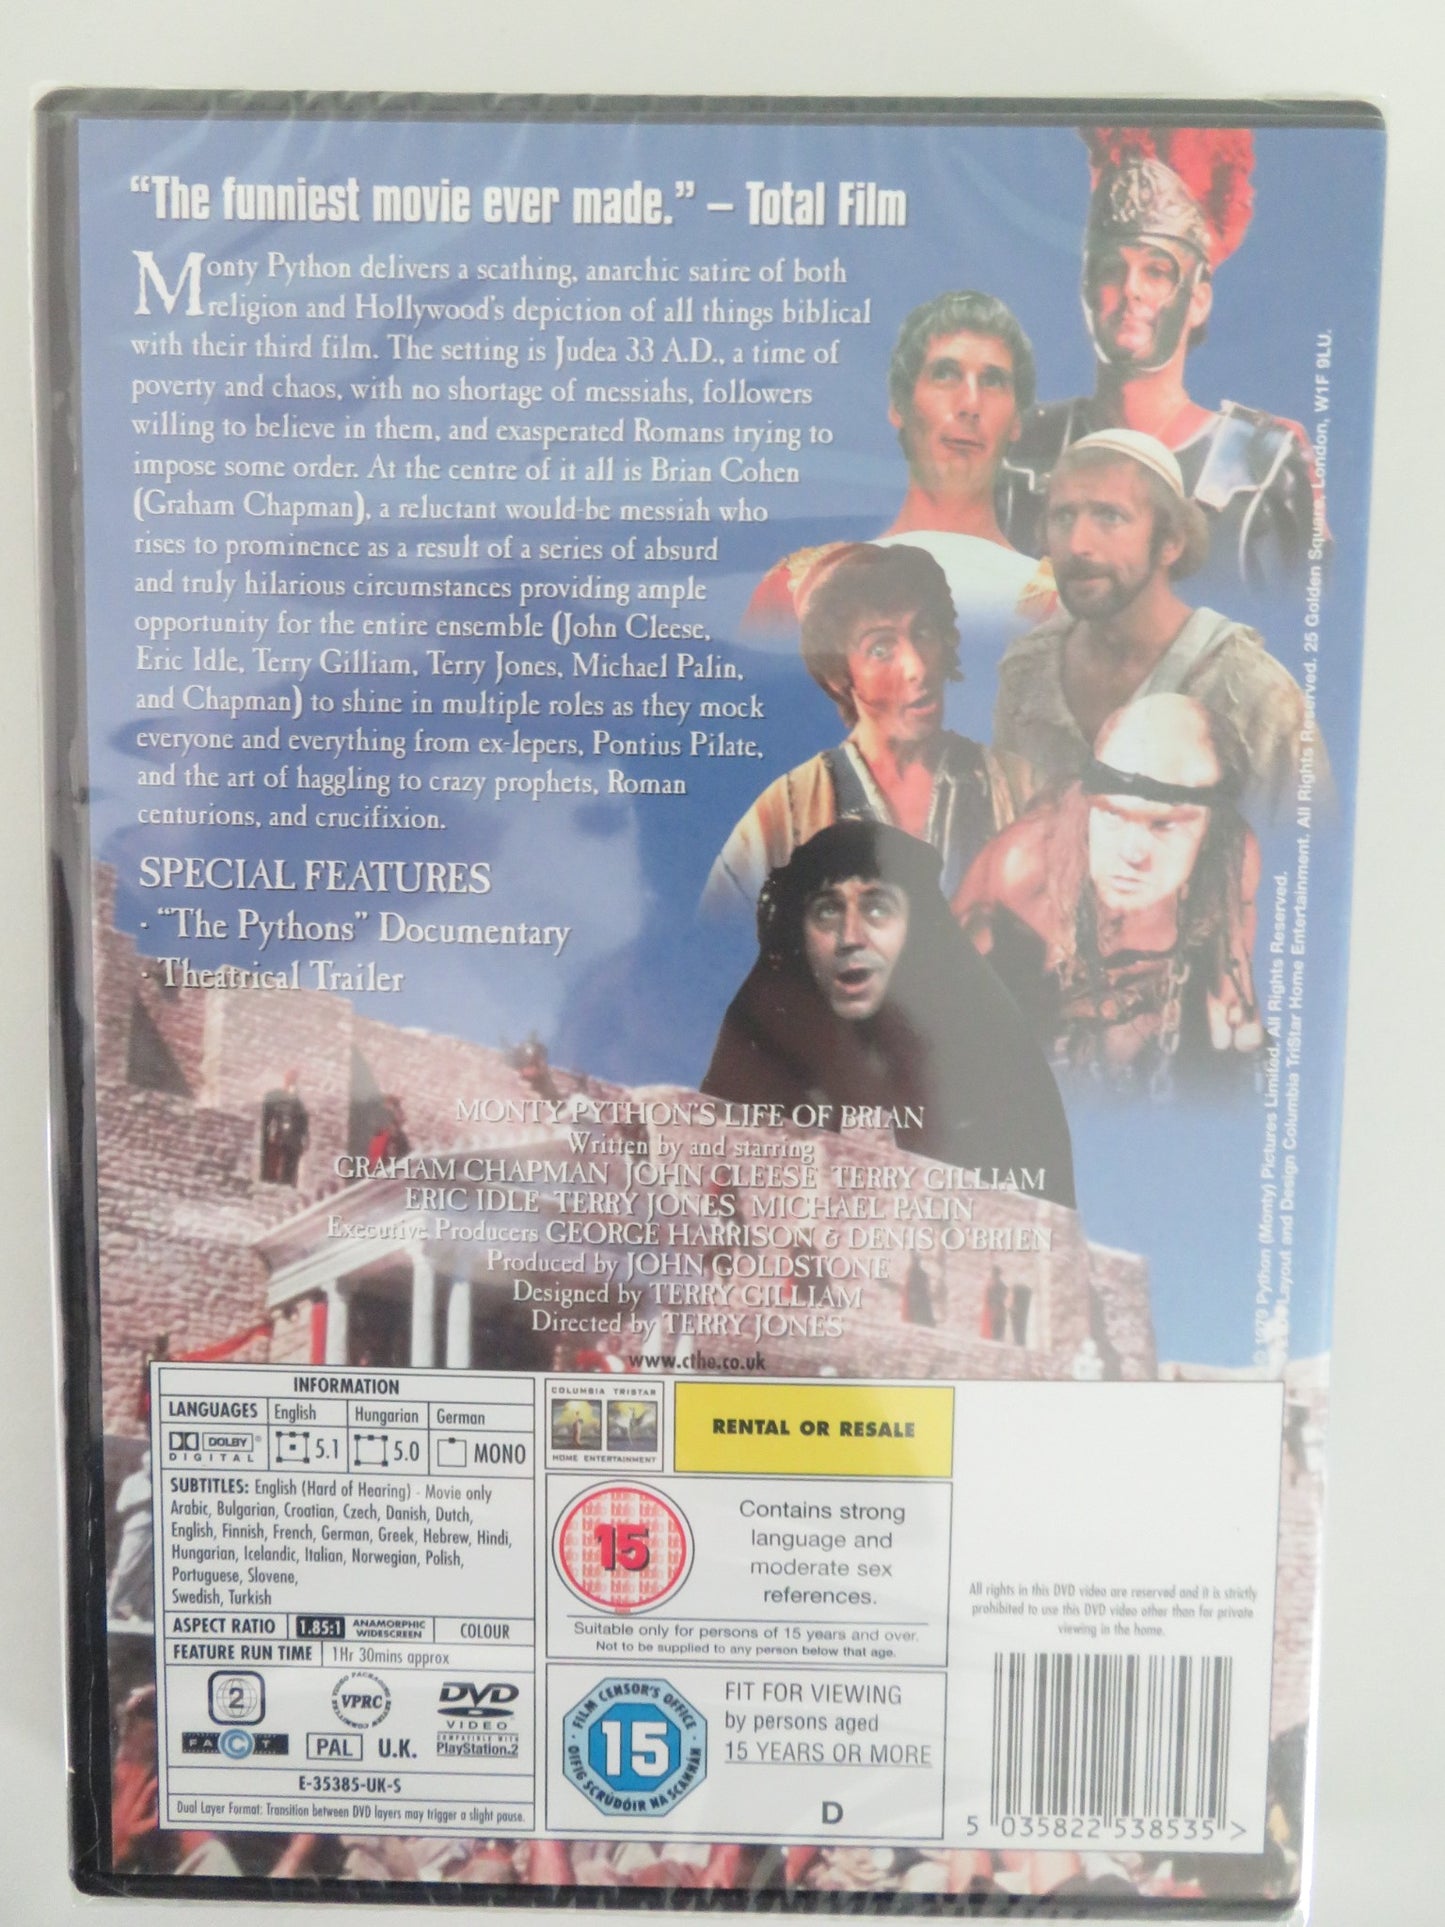 “The funniest movie ever made.” – Total Film
Monty Python delivers a scathing, anarchic satire of both
religion and Hollywood's depiction of all things biblical
with their third film. The setting is Judea 33 A.D., a time of
poverty and chaos, with no shortage of messiahs, followers
willing to believe in them, and exasperated Romans trying to
impose some order. At the centre of it all is Brian Cohen
(Graham Chapman), a reluctant would-be messiah who
rises to prominence as a result of a series of absurd
and truly hilarious circumstances providing ample
opportunity for the entire ensemble (John Cleese,
Eric Idle, Terry Gilliam, Terry Jones, Michael Palin,
and Chapman) to shine in multiple roles as they mock
everyone and everything from ex-lepers, Pontius Pilate,
and the art of haggling to crazy prophets, Roman
centurions, and crucifixion.
SPECIAL FEATURES
· “The Pythons” Documentary
· Theatrical Trailer
MONTY PYTHON'S LIFE OF BRIAN
Written by and starring
GRAHAM CHAPMAN JOHN CLEESE TERRY GILLIAM
ERIC IDLE TERRY JONES MICHAEL PALIN
Executive Producers GEORGE HARRISON & DENIS O'BRIEN
Produced by JOHN GOLDSTONE
Designed by TERRY GILLIAM
Directed by TERRY JONES
www.cthe.co.uk
© 1979 Python (Monty) Pictures Limited. All Rights Reserved.
Layout and Design Columbia TriStar Home Entertainment. All Rights Reserved. 25 Golden Square, London, W1F 9LU.
INFORMATION
LANGUAGES English Hungarian German
DOLBY DIGITAL 5.1 5.0 MONO
SUBTITLES: English (Hard of Hearing) - Movie only
Arabic, Bulgarian, Croatian, Czech, Danish, Dutch,
English, Finnish, French, German, Greek, Hebrew, Hindi,
Hungarian, Icelandic, Italian, Norwegian, Polish,
Portuguese, Slovene,
Swedish, Turkish
ASPECT RATIO 1.85:1 ANAMORPHIC WIDESCREEN COLOUR
FEATURE RUN TIME 1Hr 30mins approx
2
VPRC
DVD
VIDEO
COMPATIBLE WITH
PlayStation.2
FACT
PAL U.K.
E-35385-UK-S
Dual Layer Format: Transition between DVD layers may trigger a slight pause.
COLUMBIA TRISTAR
HOME ENTERTAINMENT
RENTAL OR RESALE
15
Contains strong
language and
moderate sex
references.
Suitable only for persons of 15 years and over.
Not to be supplied to any person below that age.
FILM CENSOR'S OFFICE
15
OIFIG SCRÚDÓIR NA SCANNÁN
FIT FOR VIEWING
by persons aged
15 YEARS OR MORE
D
All rights in this DVD video are reserved and it is strictly
prohibited to use this DVD video other than for private
viewing in the home.
5 035822 538535 >